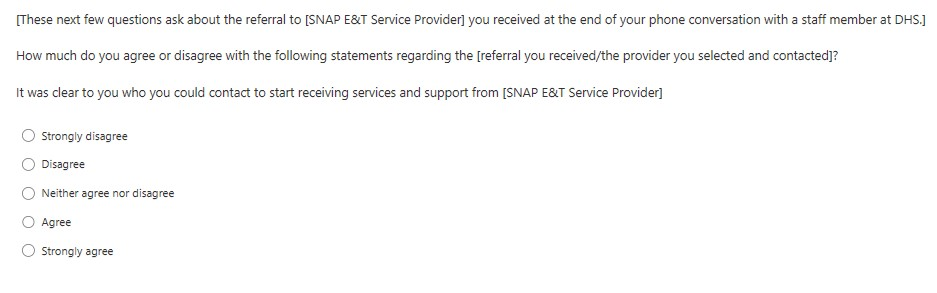 [These next few questions ask about the referral to [SNAP E&T Service Provider] you received at the end of your phone conversation with a staff member at DHS.]
How much do you agree or disagree with the following statements regarding the [referral you received/the provider you selected and contacted]?
It was clear to you who you could contact to start receiving services and support from [SNAP E&T Service Provider]
Strongly disagree
Disagree
Neither agree nor disagree
Agree
Strongly agree